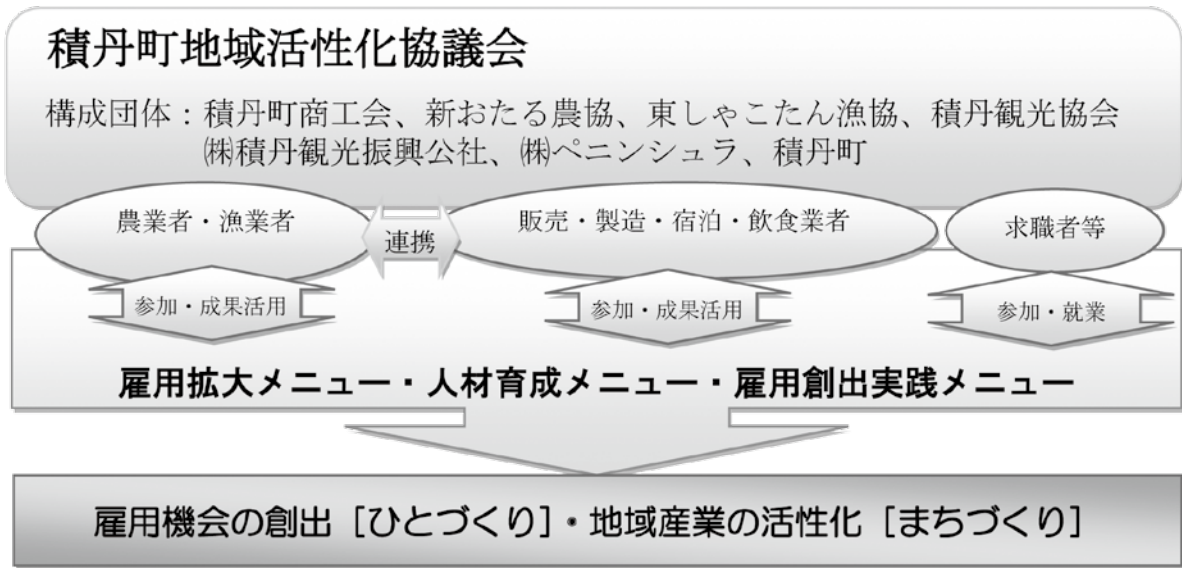 積丹町地域活性化協議会
構成団体：積丹町商工会、新おたる農協、東しゃこたん漁協、積丹観光協会
㈱積丹観光振興公社、㈱ペニンシュラ、積丹町
農業者・漁業者
連携
販売・製造・宿泊・飲食業者
求職者等
参加・成果活用
参加・成果活用
参加・就業
雇用拡大メニュー・人材育成メニュー・雇用創出実践メニュー
雇用機会の創出［ひとづくり］・地域産業の活性化［まちづくり］